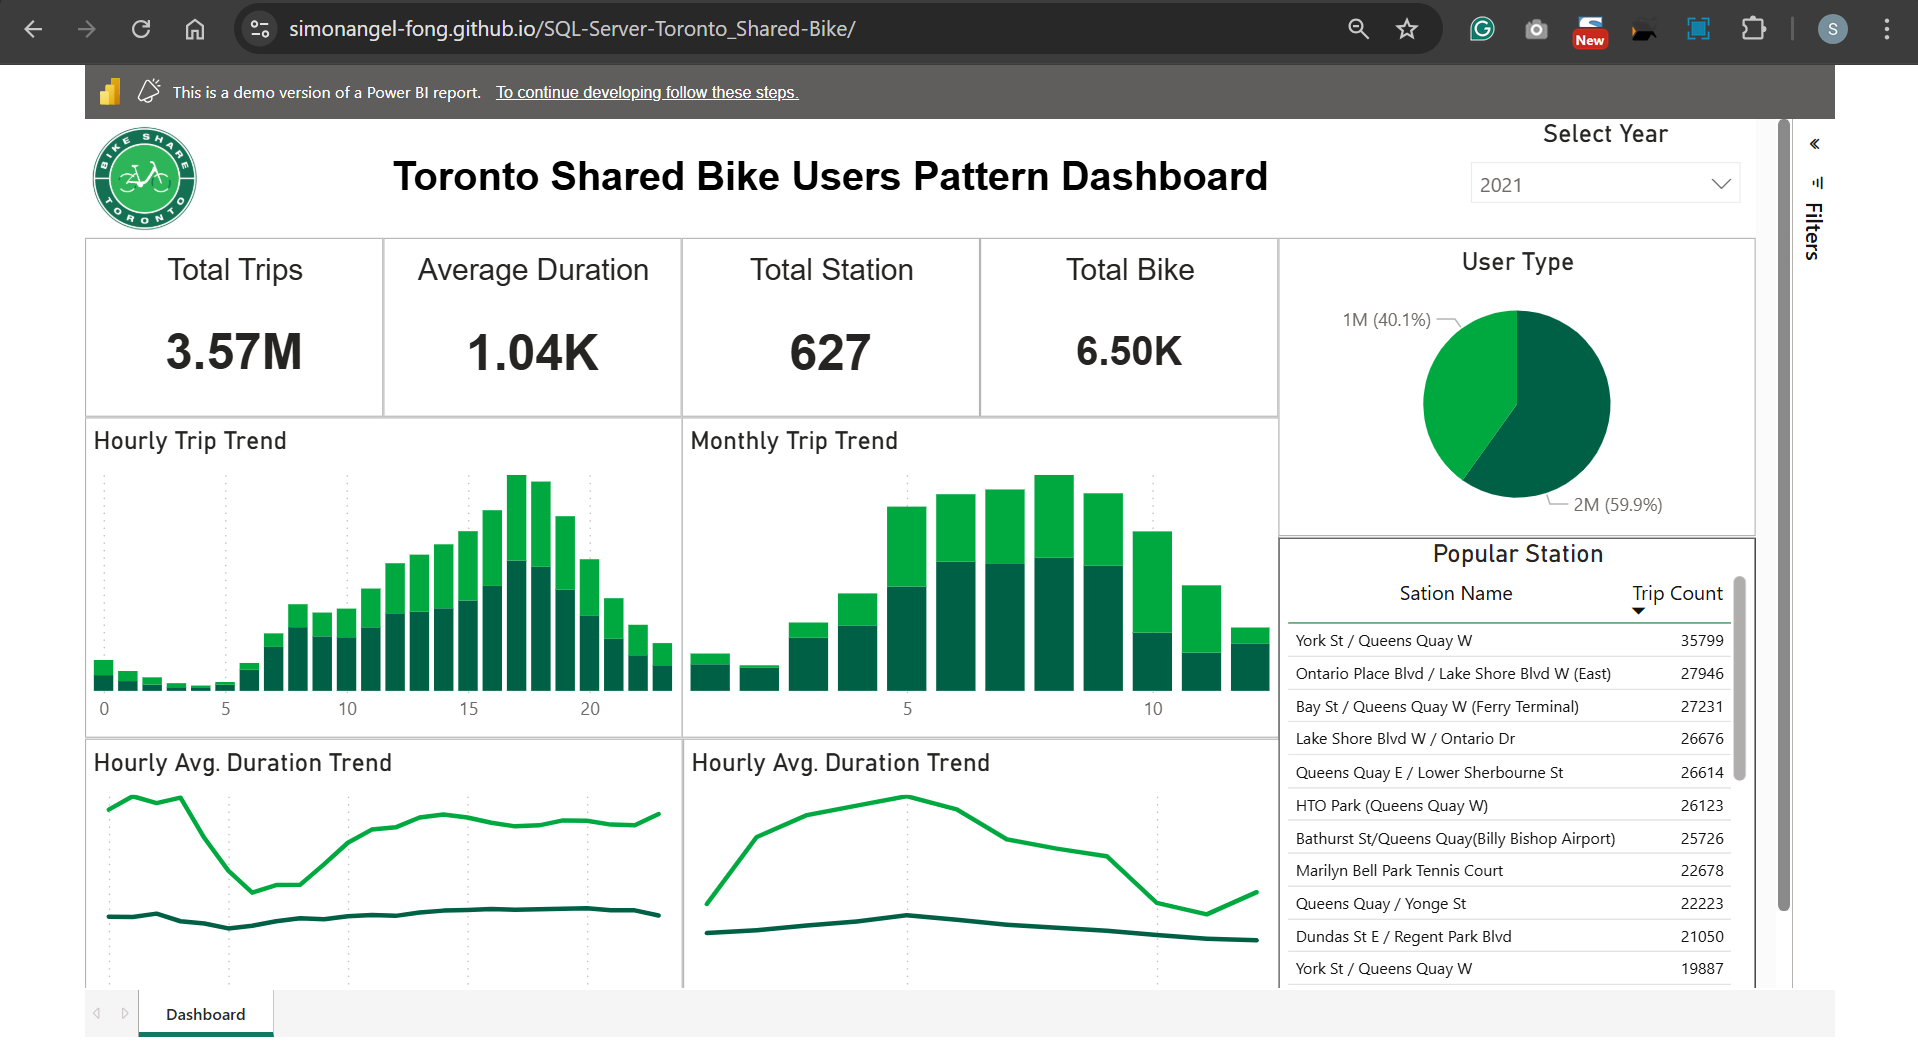 simonangel-fong.github.io/SQL-Server-Toronto_Shared-Bike/
New
S
This is a demo version of a Power BI report. To continue developing follow these steps.
BIKE SHARE
TORONTO
Toronto Shared Bike Users Pattern Dashboard
Select Year
2021
Filters
Total Trips
3.57M
Average Duration
1.04K
Total Station
627
Total Bike
6.50K
User Type
1M (40.1%)
2M (59.9%)
Hourly Trip Trend
0 5 10 15 20
Monthly Trip Trend
5 10
Popular Station
Sation Name Trip Count
York St / Queens Quay W 35799
Ontario Place Blvd / Lake Shore Blvd W (East) 27946
Bay St / Queens Quay W (Ferry Terminal) 27231
Lake Shore Blvd W / Ontario Dr 26676
Queens Quay E / Lower Sherbourne St 26614
HTO Park (Queens Quay W) 26123
Bathurst St/Queens Quay(Billy Bishop Airport) 25726
Marilyn Bell Park Tennis Court 22678
Queens Quay / Yonge St 22223
Dundas St E / Regent Park Blvd 21050
York St / Queens Quay W 19887
Hourly Avg. Duration Trend
Hourly Avg. Duration Trend
Dashboard